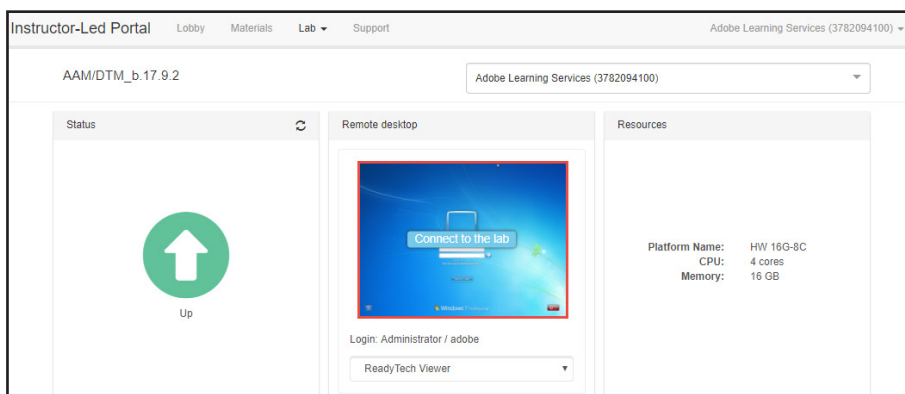 Instructor-Led Portal Lobby Materials Lab Support Adobe Learning Services (3782094100)
AAM/DTM_b.17.9.2 Adobe Learning Services (3782094100)
Status Remote desktop Resources
Connect to the lab
Platform Name: HW 16G-8C
CPU: 4 cores
Memory: 16 GB
Up
Login: Administrator / adobe
ReadyTech Viewer